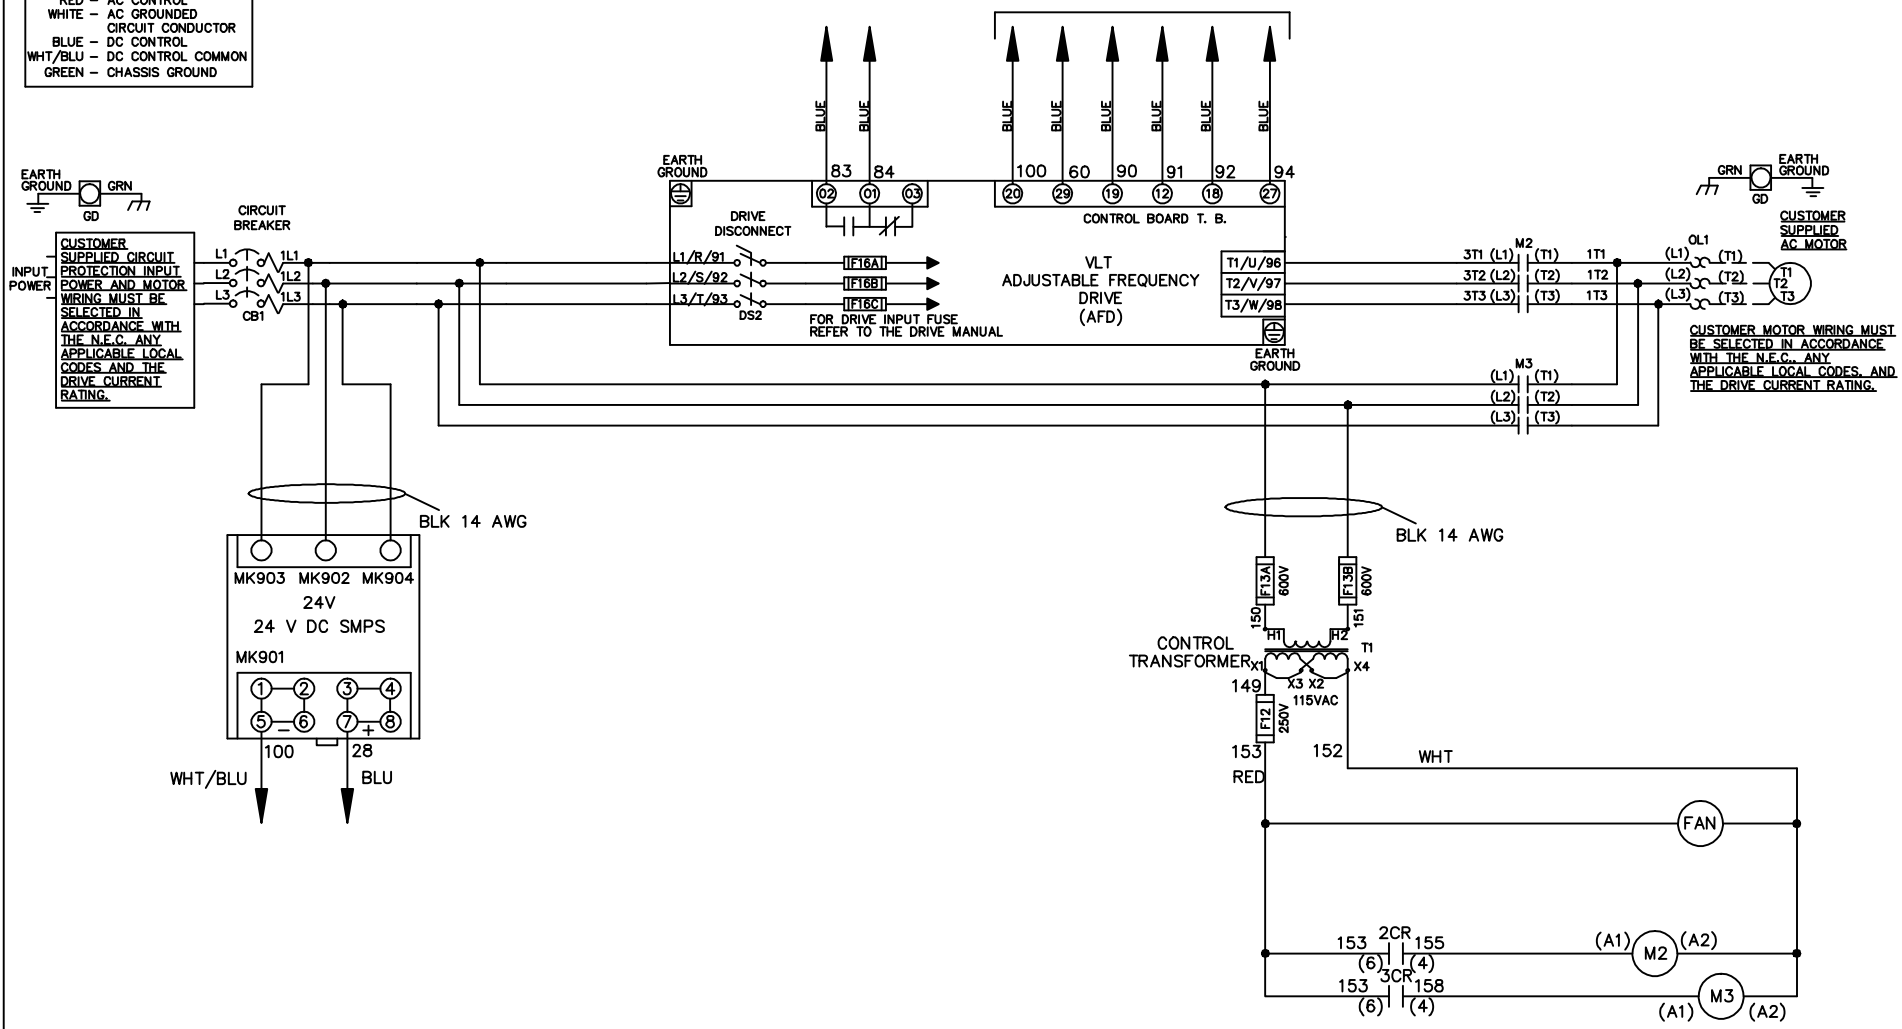 RED – AC CONTROL
WHITE – AC GROUNDED
CIRCUIT CONDUCTOR
BLUE – DC CONTROL
WHT/BLU – DC CONTROL COMMON
GREEN – CHASSIS GROUND
BLUE
BLUE
BLUE
BLUE
BLUE
BLUE
BLUE
BLUE
83
84
100
60
90
91
92
94
02
01
03
20
29
19
12
18
27
CONTROL BOARD T. B.
EARTH
GROUND
GRN
GD
EARTH
GROUND
GRN
EARTH
GROUND
GD
CUSTOMER
SUPPLIED
AC MOTOR
CIRCUIT
BREAKER
DRIVE
DISCONNECT
INPUT
POWER
CUSTOMER
SUPPLIED CIRCUIT
PROTECTION INPUT
POWER AND MOTOR
WIRING MUST BE
SELECTED IN
ACCORDANCE WITH
THE N.E.C. ANY
APPLICABLE LOCAL
CODES AND THE
DRIVE CURRENT
RATING.
L1
1L1
L2
1L2
L3
1L3
CB1
L1/R/91
L2/S/92
L3/T/93
DS2
F16A
F16B
F16C
FOR DRIVE INPUT FUSE
REFER TO THE DRIVE MANUAL
VLT
ADJUSTABLE FREQUENCY
DRIVE
(AFD)
T1/U/96
T2/V/97
T3/W/98
EARTH
GROUND
M2
3T1 (L1) (T1) 1T1
3T2 (L2) (T2) 1T2
3T3 (L3) (T3) 1T3
OL1
(L1) (T1)
(L2) (T2)
(L3) (T3)
T1
T2
T3
CUSTOMER MOTOR WIRING MUST
BE SELECTED IN ACCORDANCE
WITH THE N.E.C., ANY
APPLICABLE LOCAL CODES, AND
THE DRIVE CURRENT RATING.
M3
(L1) (T1)
(L2) (T2)
(L3) (T3)
BLK 14 AWG
MK903 MK902 MK904
24V
24 V DC SMPS
MK901
1 2 3 4
5 – 6 7 + 8
100
28
WHT/BLU
BLU
BLK 14 AWG
F13A
600V
F13B
600V
150
151
H1
H2
T1
CONTROL
TRANSFORMER
X1
X4
X3 X2
149
115VAC
F12
250V
153
152
RED
WHT
FAN
2CR
153 155
(6) (4)
(A1) M2 (A2)
3CR
153 158
(6) (4)
(A1) M3 (A2)